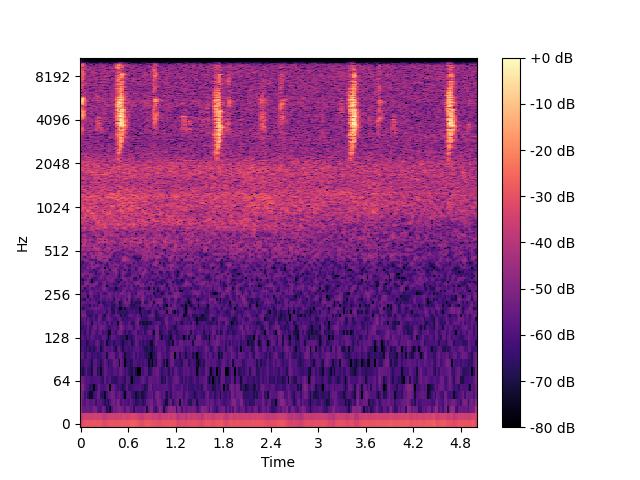 8192
4096
2048
1024
512
256
128
64
0
Hz
0 0.6 1.2 1.8 2.4 3 3.6 4.2 4.8
Time
+0 dB
-10 dB
-20 dB
-30 dB
-40 dB
-50 dB
-60 dB
-70 dB
-80 dB